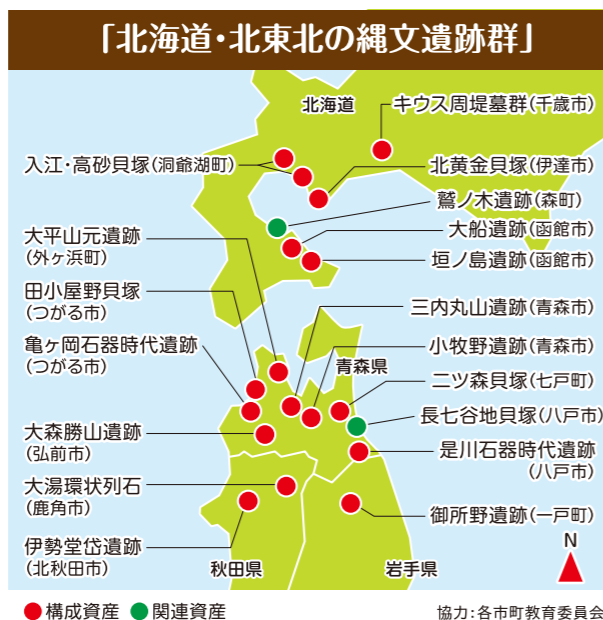 「北海道・北東北の縄文遺跡群」
北海道
キウス周堤墓群(千歳市)
入江・高砂貝塚(洞爺湖町)
北黄金貝塚(伊達市)
鷲ノ木遺跡(森町)
大船遺跡(函館市)
垣ノ島遺跡(函館市)
大平山元遺跡
(外ヶ浜町)
田小屋野貝塚
(つがる市)
亀ヶ岡石器時代遺跡
(つがる市)
大森勝山遺跡
(弘前市)
大湯環状列石
(鹿角市)
伊勢堂岱遺跡
(北秋田市)
三内丸山遺跡(青森市)
小牧野遺跡(青森市)
青森県
二ツ森貝塚(七戸町)
長七谷地貝塚(八戸市)
是川石器時代遺跡
(八戸市)
御所野遺跡(一戸町)
秋田県
岩手県
N
構成資産 関連資産
協力:各市町教育委員会